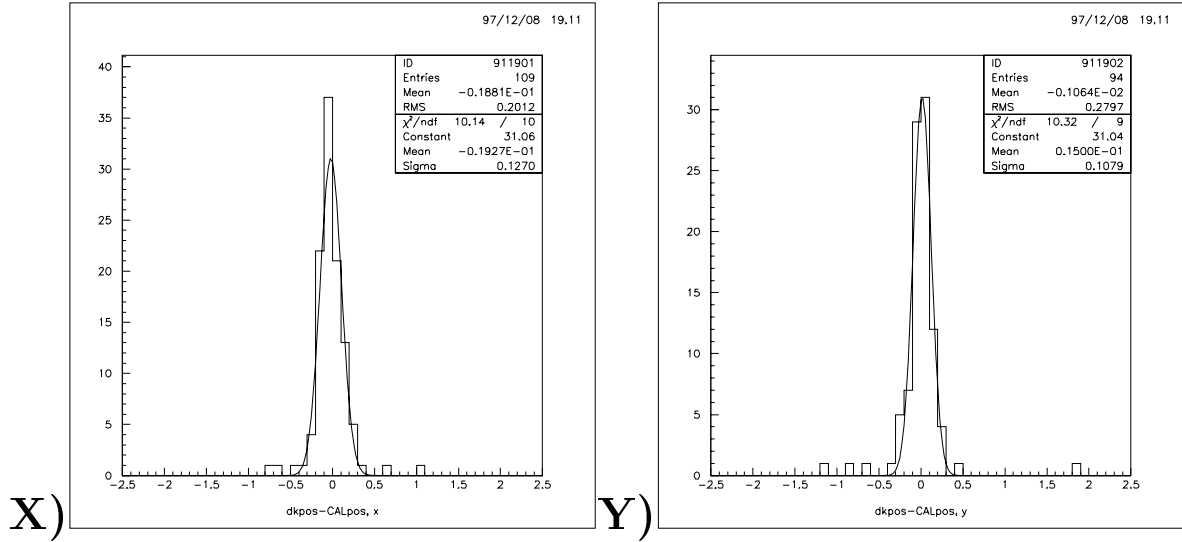 97/12/08 19.11
ID 911901
Entries 109
Mean −0.1881E−01
RMS 0.2012
χ²/ndf 10.14 / 10
Constant 31.06
Mean −0.1927E−01
Sigma 0.1270
40
35
30
25
20
15
10
5
0
−2.5 −2 −1.5 −1 −0.5 0 0.5 1 1.5 2 2.5
dkpos−CALpos, x
X)
97/12/08 19.11
ID 911902
Entries 94
Mean −0.1064E−02
RMS 0.2797
χ²/ndf 10.32 / 9
Constant 31.04
Mean 0.1500E−01
Sigma 0.1079
30
25
20
15
10
5
0
−2.5 −2 −1.5 −1 −0.5 0 0.5 1 1.5 2 2.5
dkpos−CALpos, y
Y)